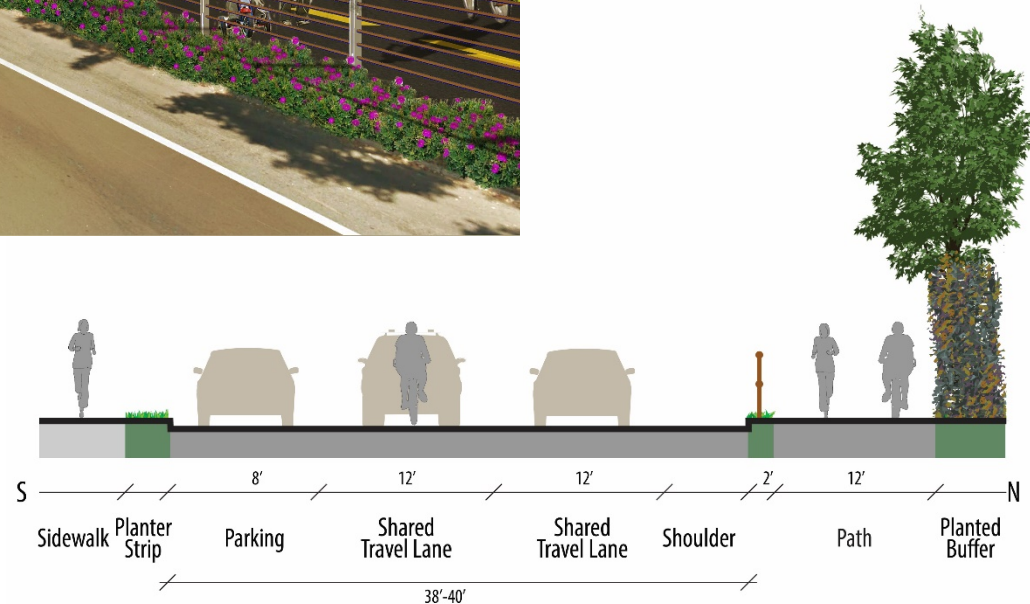 8’ 12’ 12’ 2’ 12’
S N
Sidewalk Planter Strip Parking Shared Travel Lane Shared Travel Lane Shoulder Path Planted Buffer
38’-40’